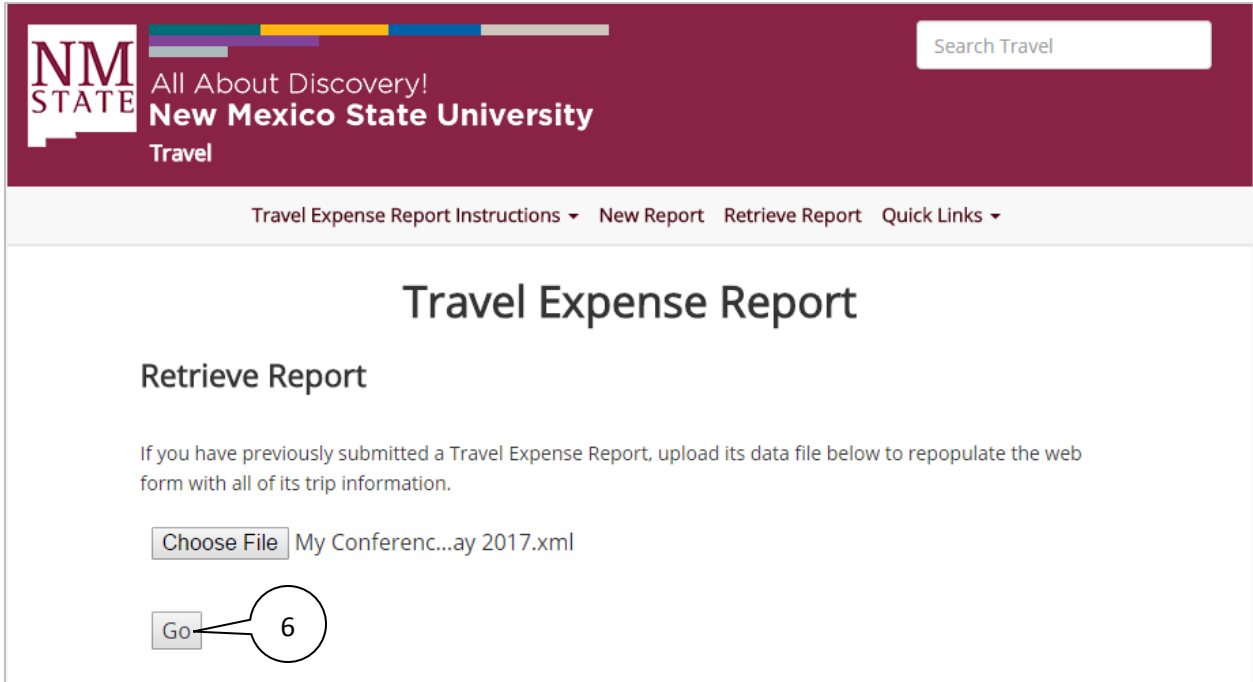 NM
STATE
All About Discovery!
New Mexico State University
Travel
Search Travel
Travel Expense Report Instructions New Report Retrieve Report Quick Links
Travel Expense Report
Retrieve Report
If you have previously submitted a Travel Expense Report, upload its data file below to repopulate the web
form with all of its trip information.
Choose File My Conferenc...ay 2017.xml
Go 6